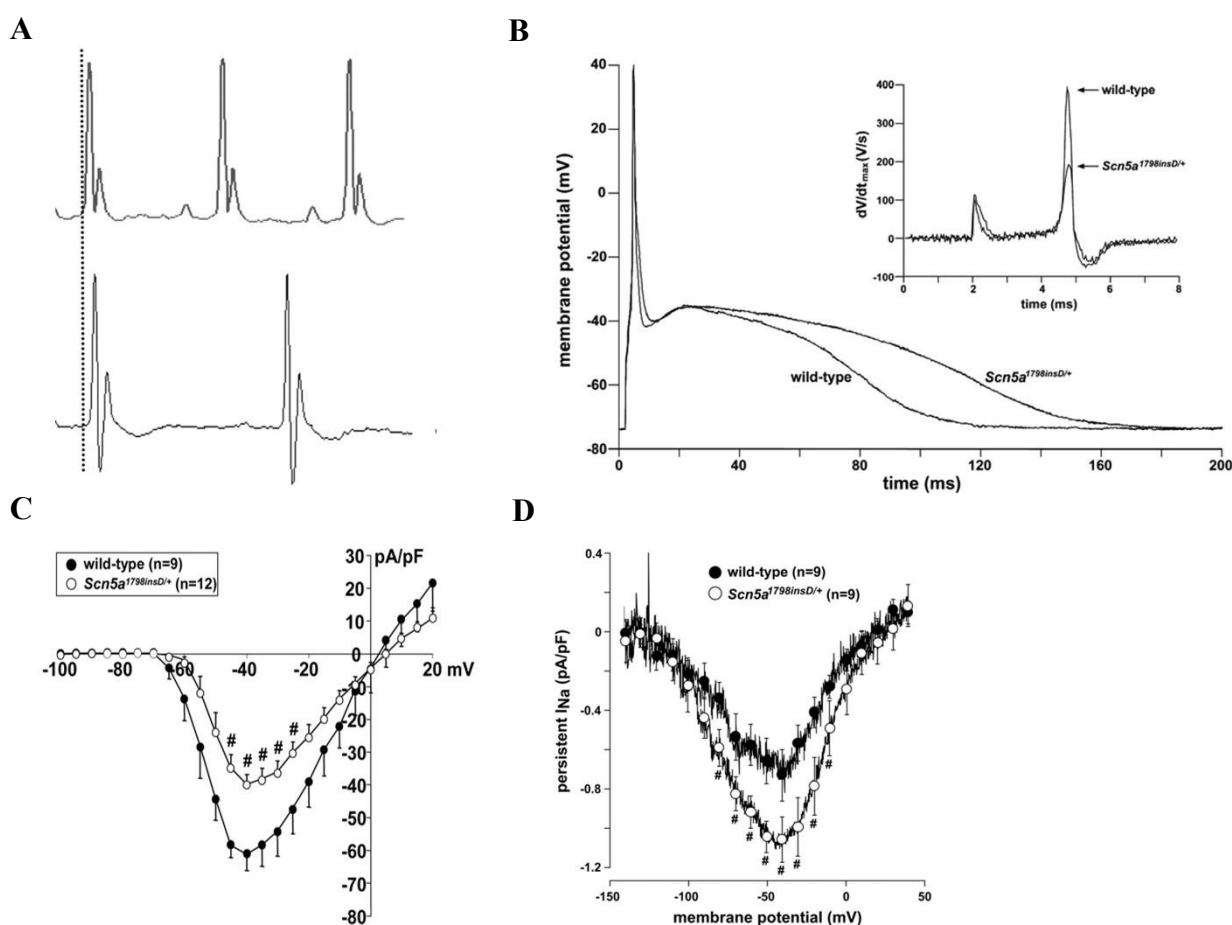 A
B
40
20
0
-20
-40
-60
-80
membrane potential (mV)
0
40
80
120
160
200
time (ms)
wild-type
Scn5a1798insD/+
400
300
200
100
0
-100
dV/dtmax(V/s)
0
2
4
6
8
time (ms)
wild-type
Scn5a1798insD/+
C
D
wild-type (n=9)
Scn5a1798insD/+ (n=12)
pA/pF
30
20
10
0
-10
-20
-30
-40
-50
-60
-70
-80
-100
-80
-60
-40
-20
20 mV
# # # # #
wild-type (n=9)
Scn5a1798insD/+ (n=9)
0.4
0
-0.4
-0.8
-1.2
persistent INa (pA/pF)
# # # # # # # #
-150
-100
-50
0
50
membrane potential (mV)